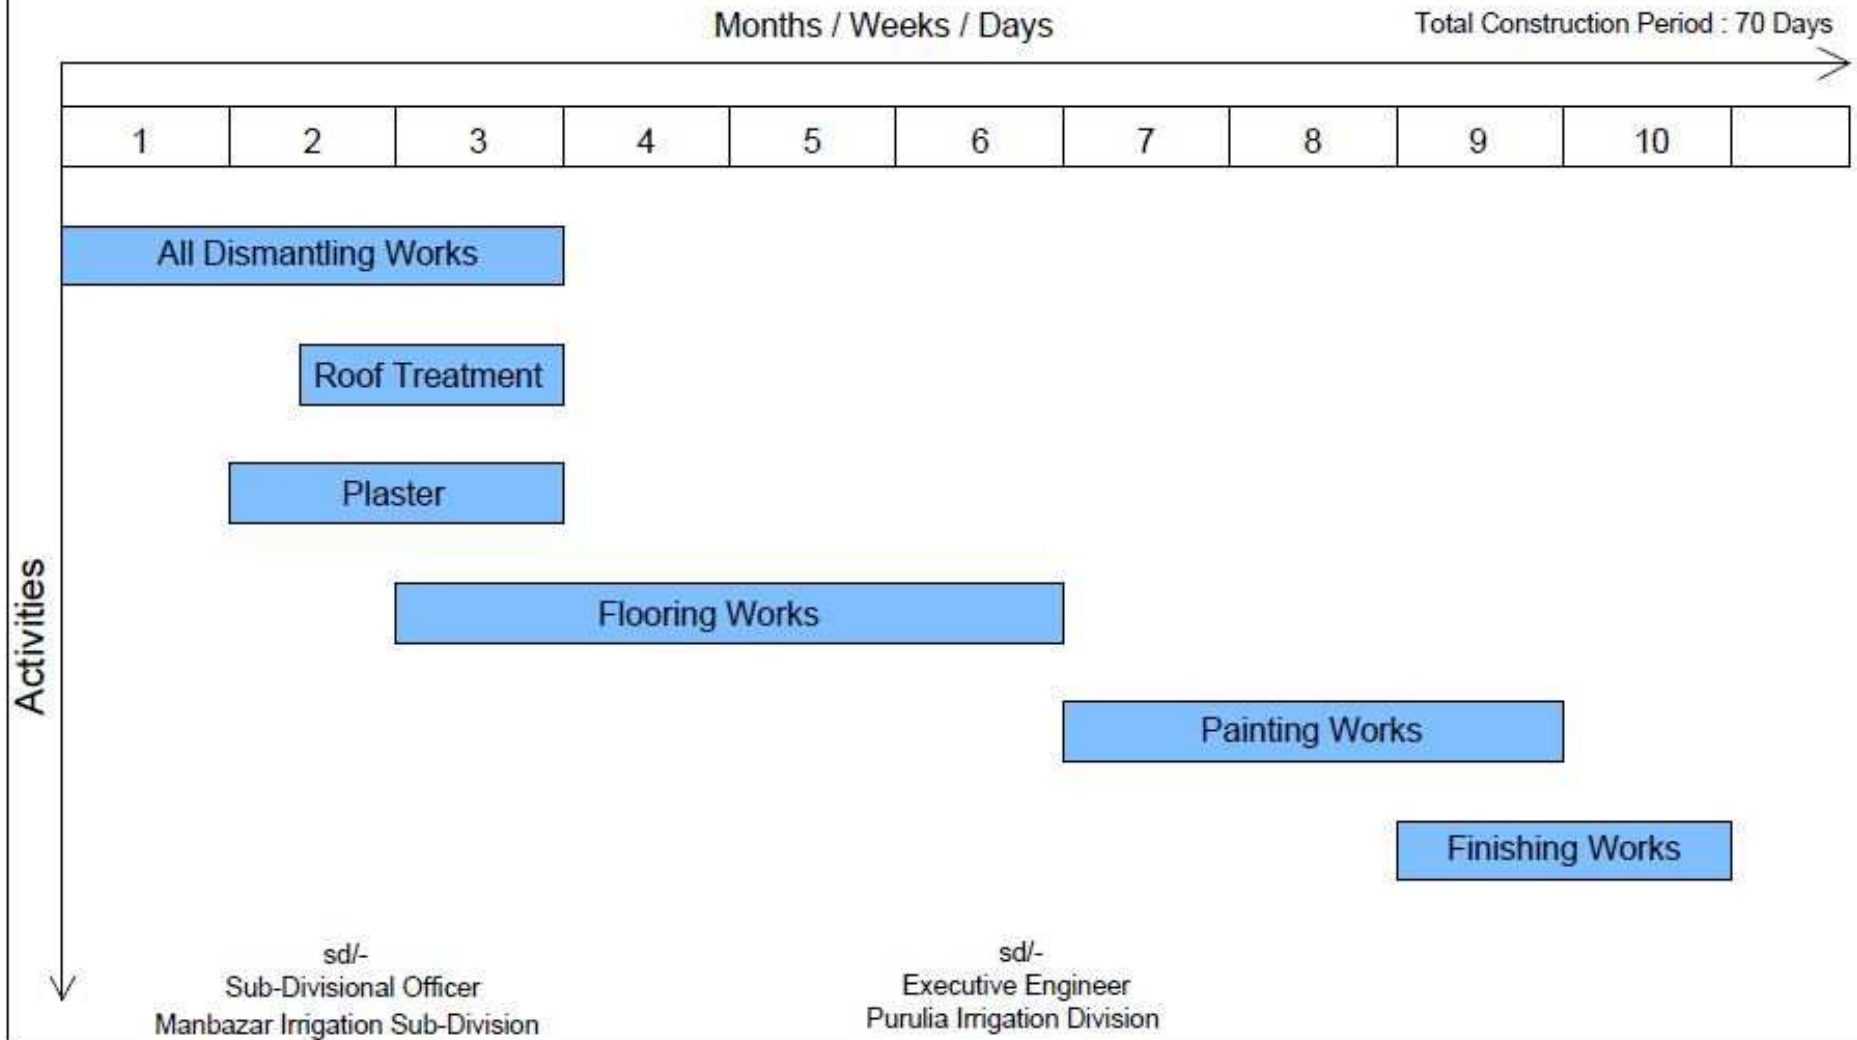 Months / Weeks / Days
Total Construction Period : 70 Days
1 2 3 4 5 6 7 8 9 10
All Dismantling Works
Roof Treatment
Plaster
Flooring Works
Activities
Painting Works
Finishing Works
sd/-
Sub-Divisional Officer
Manbazar Irrigation Sub-Division
sd/-
Executive Engineer
Purulia Irrigation Division